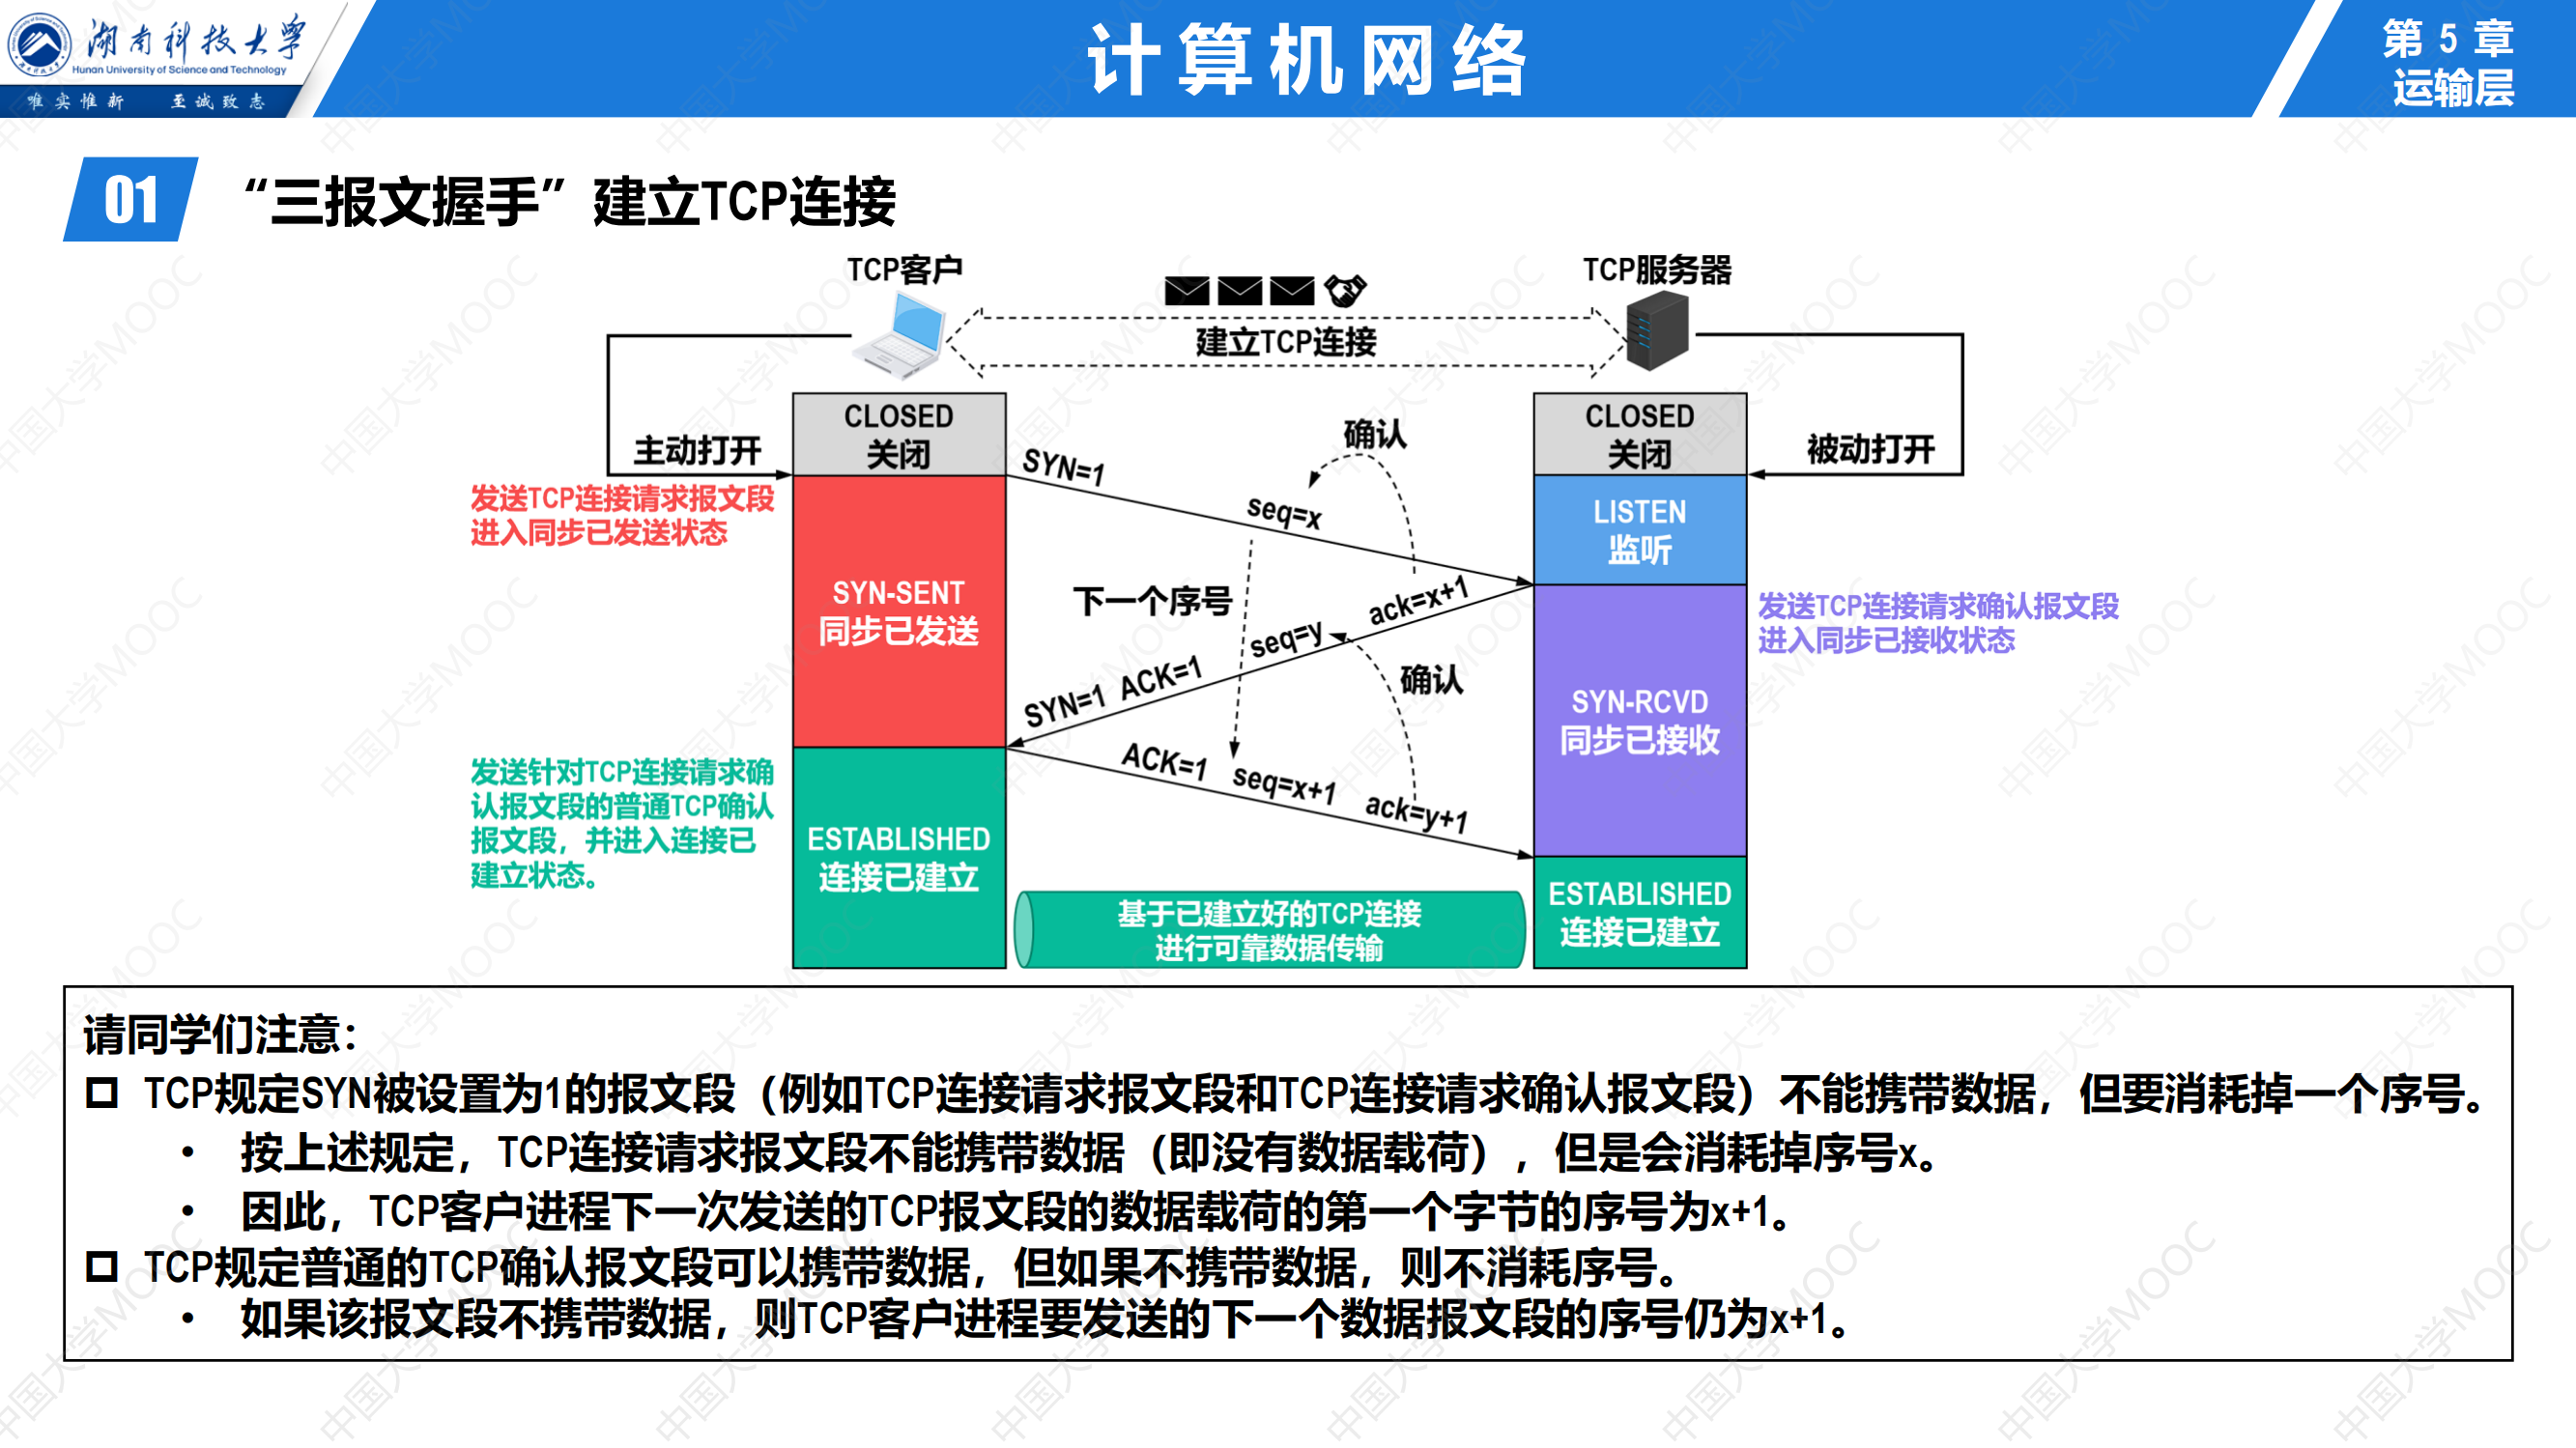 湖南科技大学
Hunan University of Science and Technology
唯实惟新 至诚致志
计算机网络
第 5 章
运输层
01 “三报文握手”建立TCP连接
TCP客户
TCP服务器
建立TCP连接
CLOSED
关闭
CLOSED
关闭
主动打开
被动打开
确认
SYN=1
seq=x
发送TCP连接请求报文段
进入同步已发送状态
LISTEN
监听
SYN-SENT
同步已发送
下一个序号
ack=x+1
seq=y
SYN=1 ACK=1
发送TCP连接请求确认报文段
进入同步已接收状态
确认
SYN-RCVD
同步已接收
ACK=1 seq=x+1 ack=y+1
发送针对TCP连接请求确
认报文段的普通TCP确认
报文段，并进入连接已
建立状态。
ESTABLISHED
连接已建立
ESTABLISHED
连接已建立
基于已建立好的TCP连接
进行可靠数据传输
请同学们注意：
TCP规定SYN被设置为1的报文段（例如TCP连接请求报文段和TCP连接请求确认报文段）不能携带数据，但要消耗掉一个序号。
• 按上述规定，TCP连接请求报文段不能携带数据（即没有数据载荷），但是会消耗掉序号x。
• 因此，TCP客户进程下一次发送的TCP报文段的数据载荷的第一个字节的序号为x+1。
TCP规定普通的TCP确认报文段可以携带数据，但如果不携带数据，则不消耗序号。
• 如果该报文段不携带数据，则TCP客户进程要发送的下一个数据报文段的序号仍为x+1。
中国大学MOOC